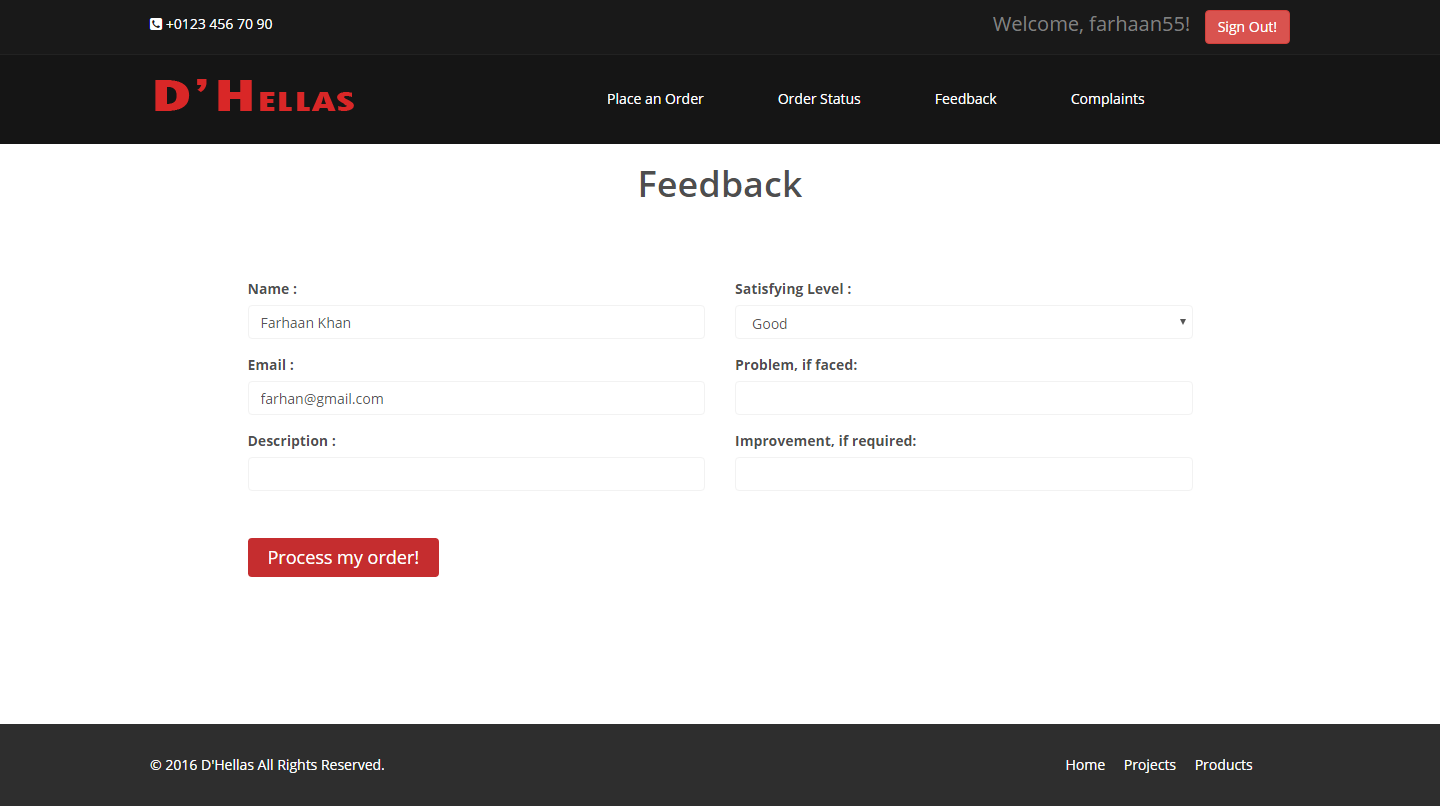 +0123 456 70 90
Welcome, farhaan55!
Sign Out!
D'HELLAS
Place an Order
Order Status
Feedback
Complaints
Feedback
Name :
Farhaan Khan
Email :
farhan@gmail.com
Description :
Satisfying Level :
Good
Problem, if faced:
Improvement, if required:
Process my order!
© 2016 D'Hellas All Rights Reserved.
Home
Projects
Products